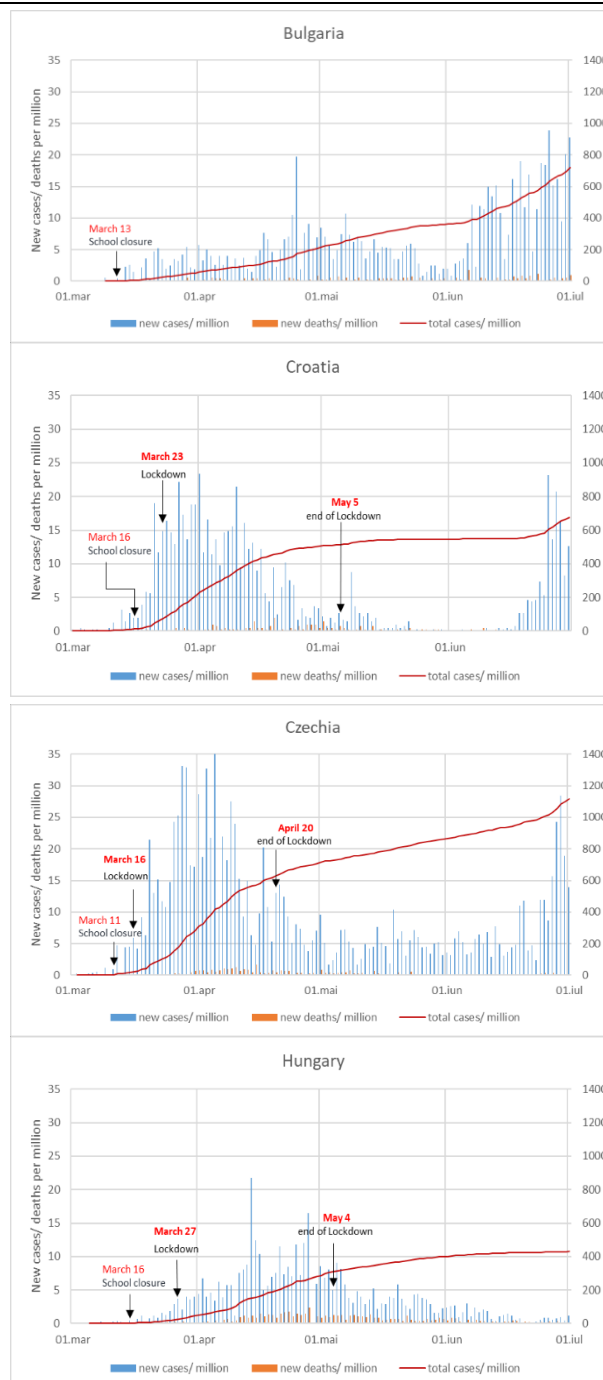 Bulgaria
New cases/ deaths per million
35
30
25
20
15
10
5
0
1400
1200
1000
800
600
400
200
0
March 13
School closure
01.mar 01.apr 01.mai 01.iun 01.iul
new cases/ million new deaths/ million total cases/ million
Croatia
New cases/ deaths per million
35
30
25
20
15
10
5
0
1400
1200
1000
800
600
400
200
0
March 23
Lockdown
March 16
School closure
May 5
end of Lockdown
01.mar 01.apr 01.mai 01.iun
new cases/ million new deaths/ million total cases/ million
Czechia
New cases/ deaths per million
35
30
25
20
15
10
5
0
1400
1200
1000
800
600
400
200
0
April 20
end of Lockdown
March 16
Lockdown
March 11
School closure
01.mar 01.apr 01.mai 01.iun 01.iul
new cases/ million new deaths/ million total cases/ million
Hungary
New cases/ deaths per million
35
30
25
20
15
10
5
0
1400
1200
1000
800
600
400
200
0
May 4
end of Lockdown
March 27
Lockdown
March 16
School closure
01.mar 01.apr 01.mai 01.iun 01.iul
new cases/ million new deaths/ million total cases/ million